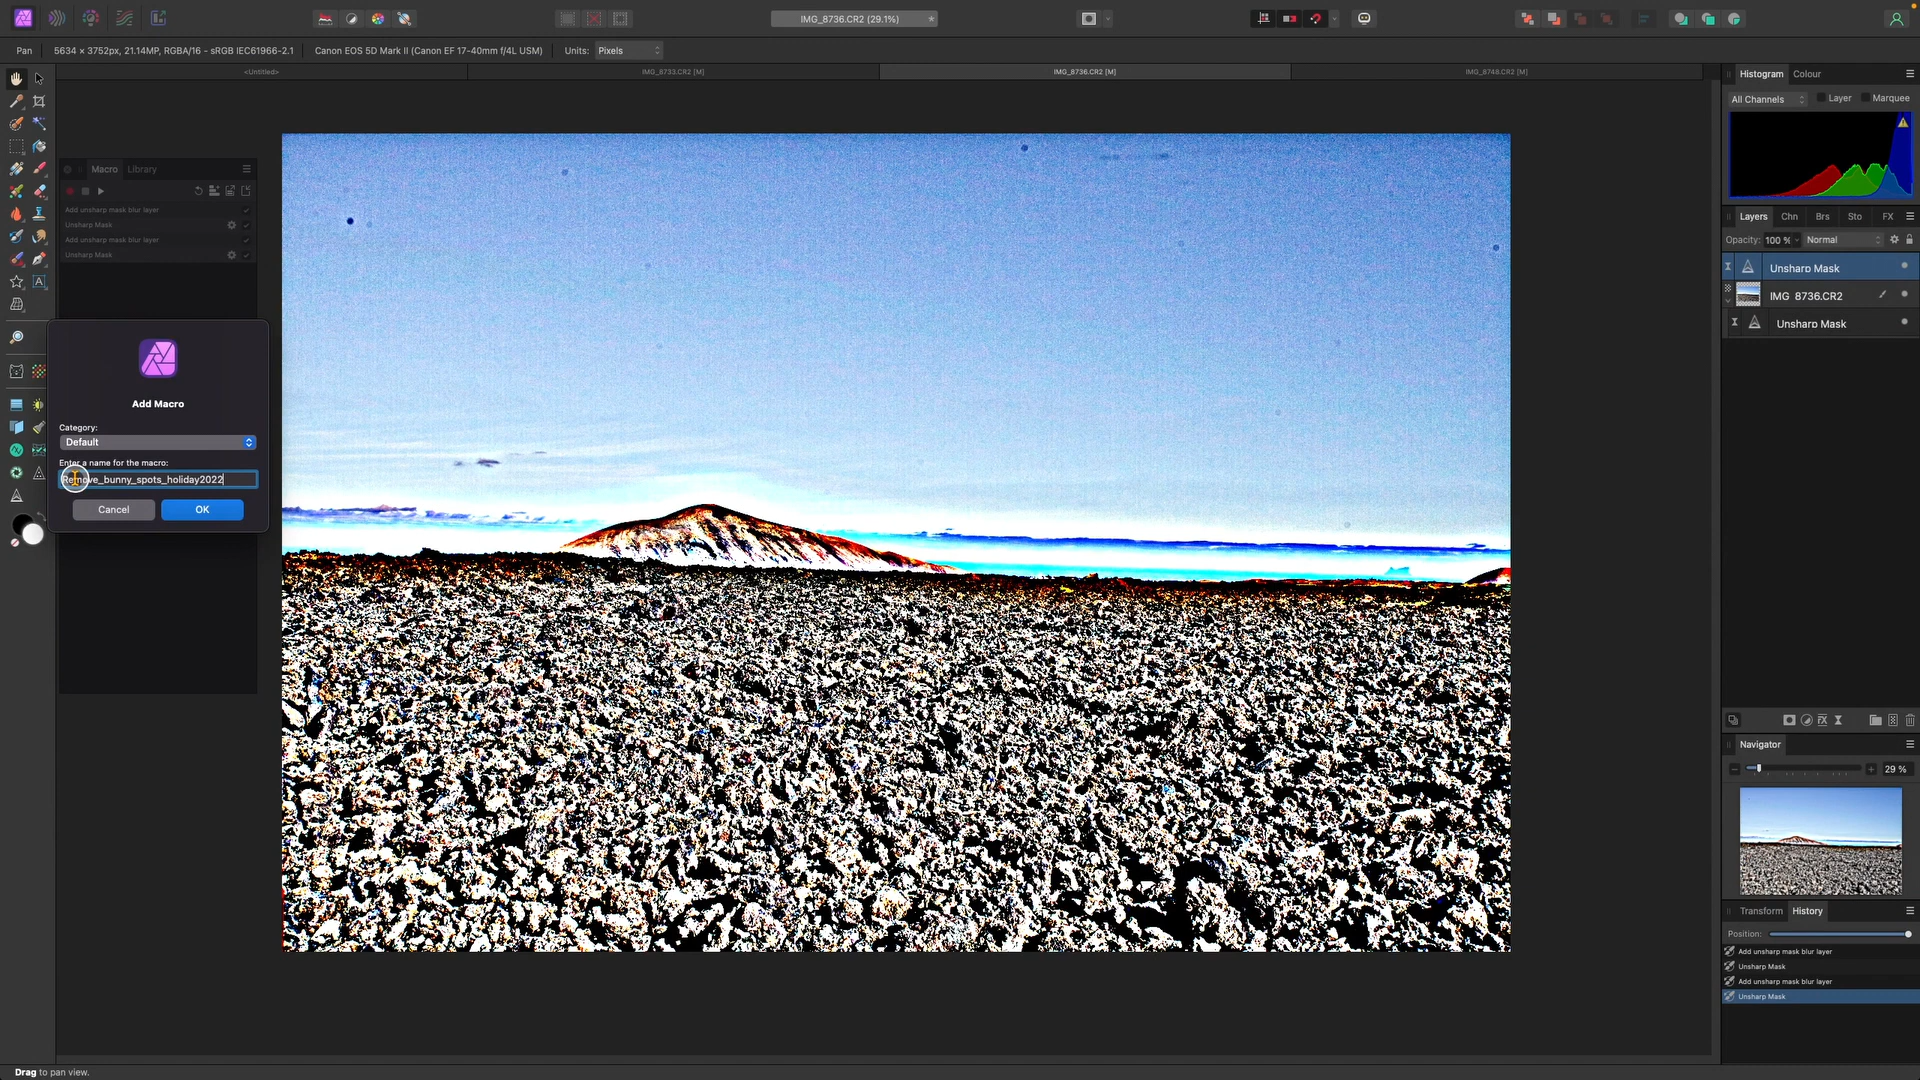 IMG_8736.CR2 (29.1%)
Pan
5634 × 3752px, 21.14MP, RGBA/16 - sRGB IEC61966-2.1
Canon EOS 5D Mark II (Canon EF 17-40mm f/4L USM)
Units:
Pixels
<Untitled>
IMG_8733.CR2 [M]
IMG_8736.CR2 [M]
IMG_8748.CR2 [M]
Macro
Library
Add unsharp mask blur layer
Unsharp Mask
Add unsharp mask blur layer
Unsharp Mask
Add Macro
Category:
Default
Enter a name for the macro:
Remove_bunny_spots_holiday2022
Cancel
OK
Histogram
Colour
All Channels
Layer
Marquee
Layers
Chn
Brs
Sto
FX
Opacity:
100 %
Normal
Unsharp Mask
IMG_8736.CR2
Unsharp Mask
Navigator
29 %
Transform
History
Position:
Add unsharp mask blur layer
Unsharp Mask
Add unsharp mask blur layer
Unsharp Mask
Drag to pan view.